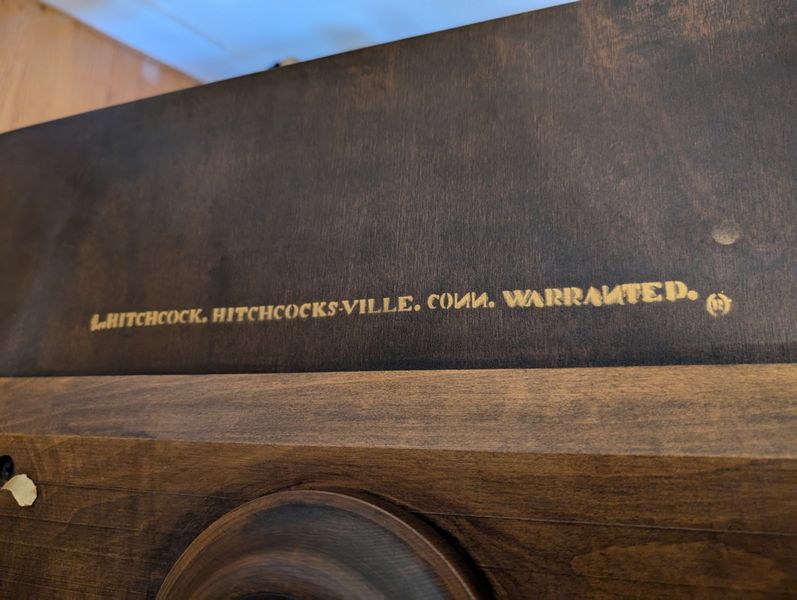 L. HITCHCOCK. HITCHCOCKS-VILLE. CONN. WARRANTED. (H)